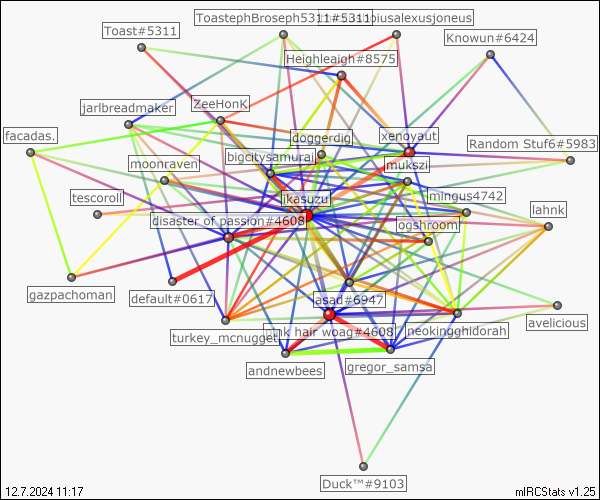 ToastephBroseph5311#5311
piusalexusjoneus
Toast#5311
Knowun#6424
Heighleaigh#8575
jarlbreadmaker
ZeeHonK
facadas.
doggerdig
xenoyaut
Random Stuf6#5983
moonraven
bigcitysamurai
mukszi
tescoroll
ikasuzu
mingus4742
disaster of passion#4608
ogshroom
lahnk
gazpachoman
default#0617
asad#6947
avelicious
turkey_mcnugget
pink hair woag#4608
neokingghidorah
andnewbees
gregor_samsa
Duck™#9103
12.7.2024 11:17
mIRCStats v1.25